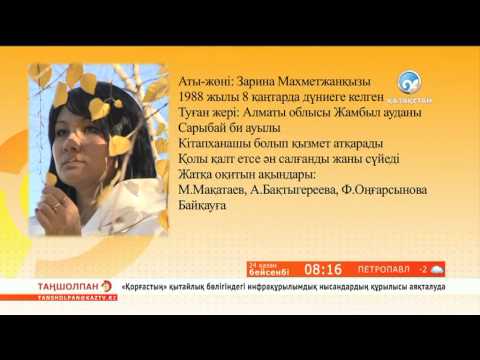 Аты-жөні: Зарина Махметжанқызы
1988 жылы 8 қаңтарда дүниеге келген
Туған жері: Алматы облысы Жамбыл ауданы
Сарыбай би ауылы
Кітапханашы болып қызмет атқарады
Қолы қалт етсе ән салғанды жаны сүйеді
Жатқа оқитын ақындары:
М.Мақатаев, А.Бақтыгереева, Ф.Оңғарсынова
Байқауға
ҚАЗАҚСТАН
24 қазан
бейсенбі
08:16
ПЕТРОПАВЛ -2
ТАҢШОЛПАН
TANSHOLPAN@KAZTV.KZ
«Қорғастың» қытайлық бөлігіндегі инфрақұрылымдық нысандардың құрылысы аяқталуда